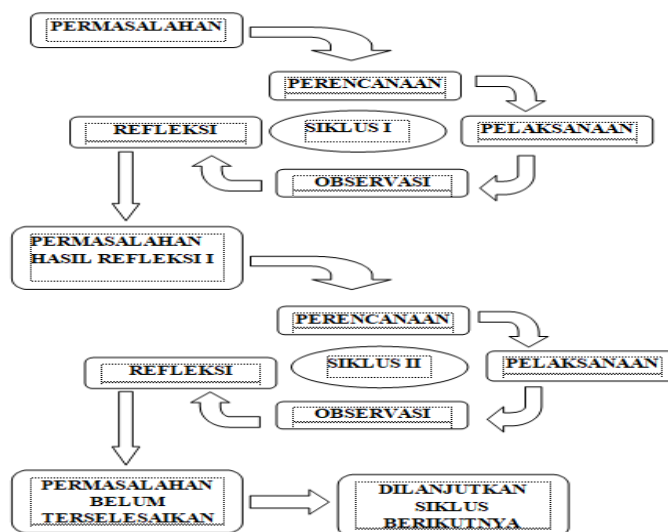 PERMASALAHAN
PERENCANAAN
REFLEKSI
SIKLUS I
PELAKSANAAN
OBSERVASI
PERMASALAHAN
HASIL REFLEKSI I
PERENCANAAN
REFLEKSI
SIKLUS II
PELAKSANAAN
OBSERVASI
PERMASALAHAN
BELUM
TERSELESAIKAN
DILANJUTKAN
SIKLUS
BERIKUTNYA